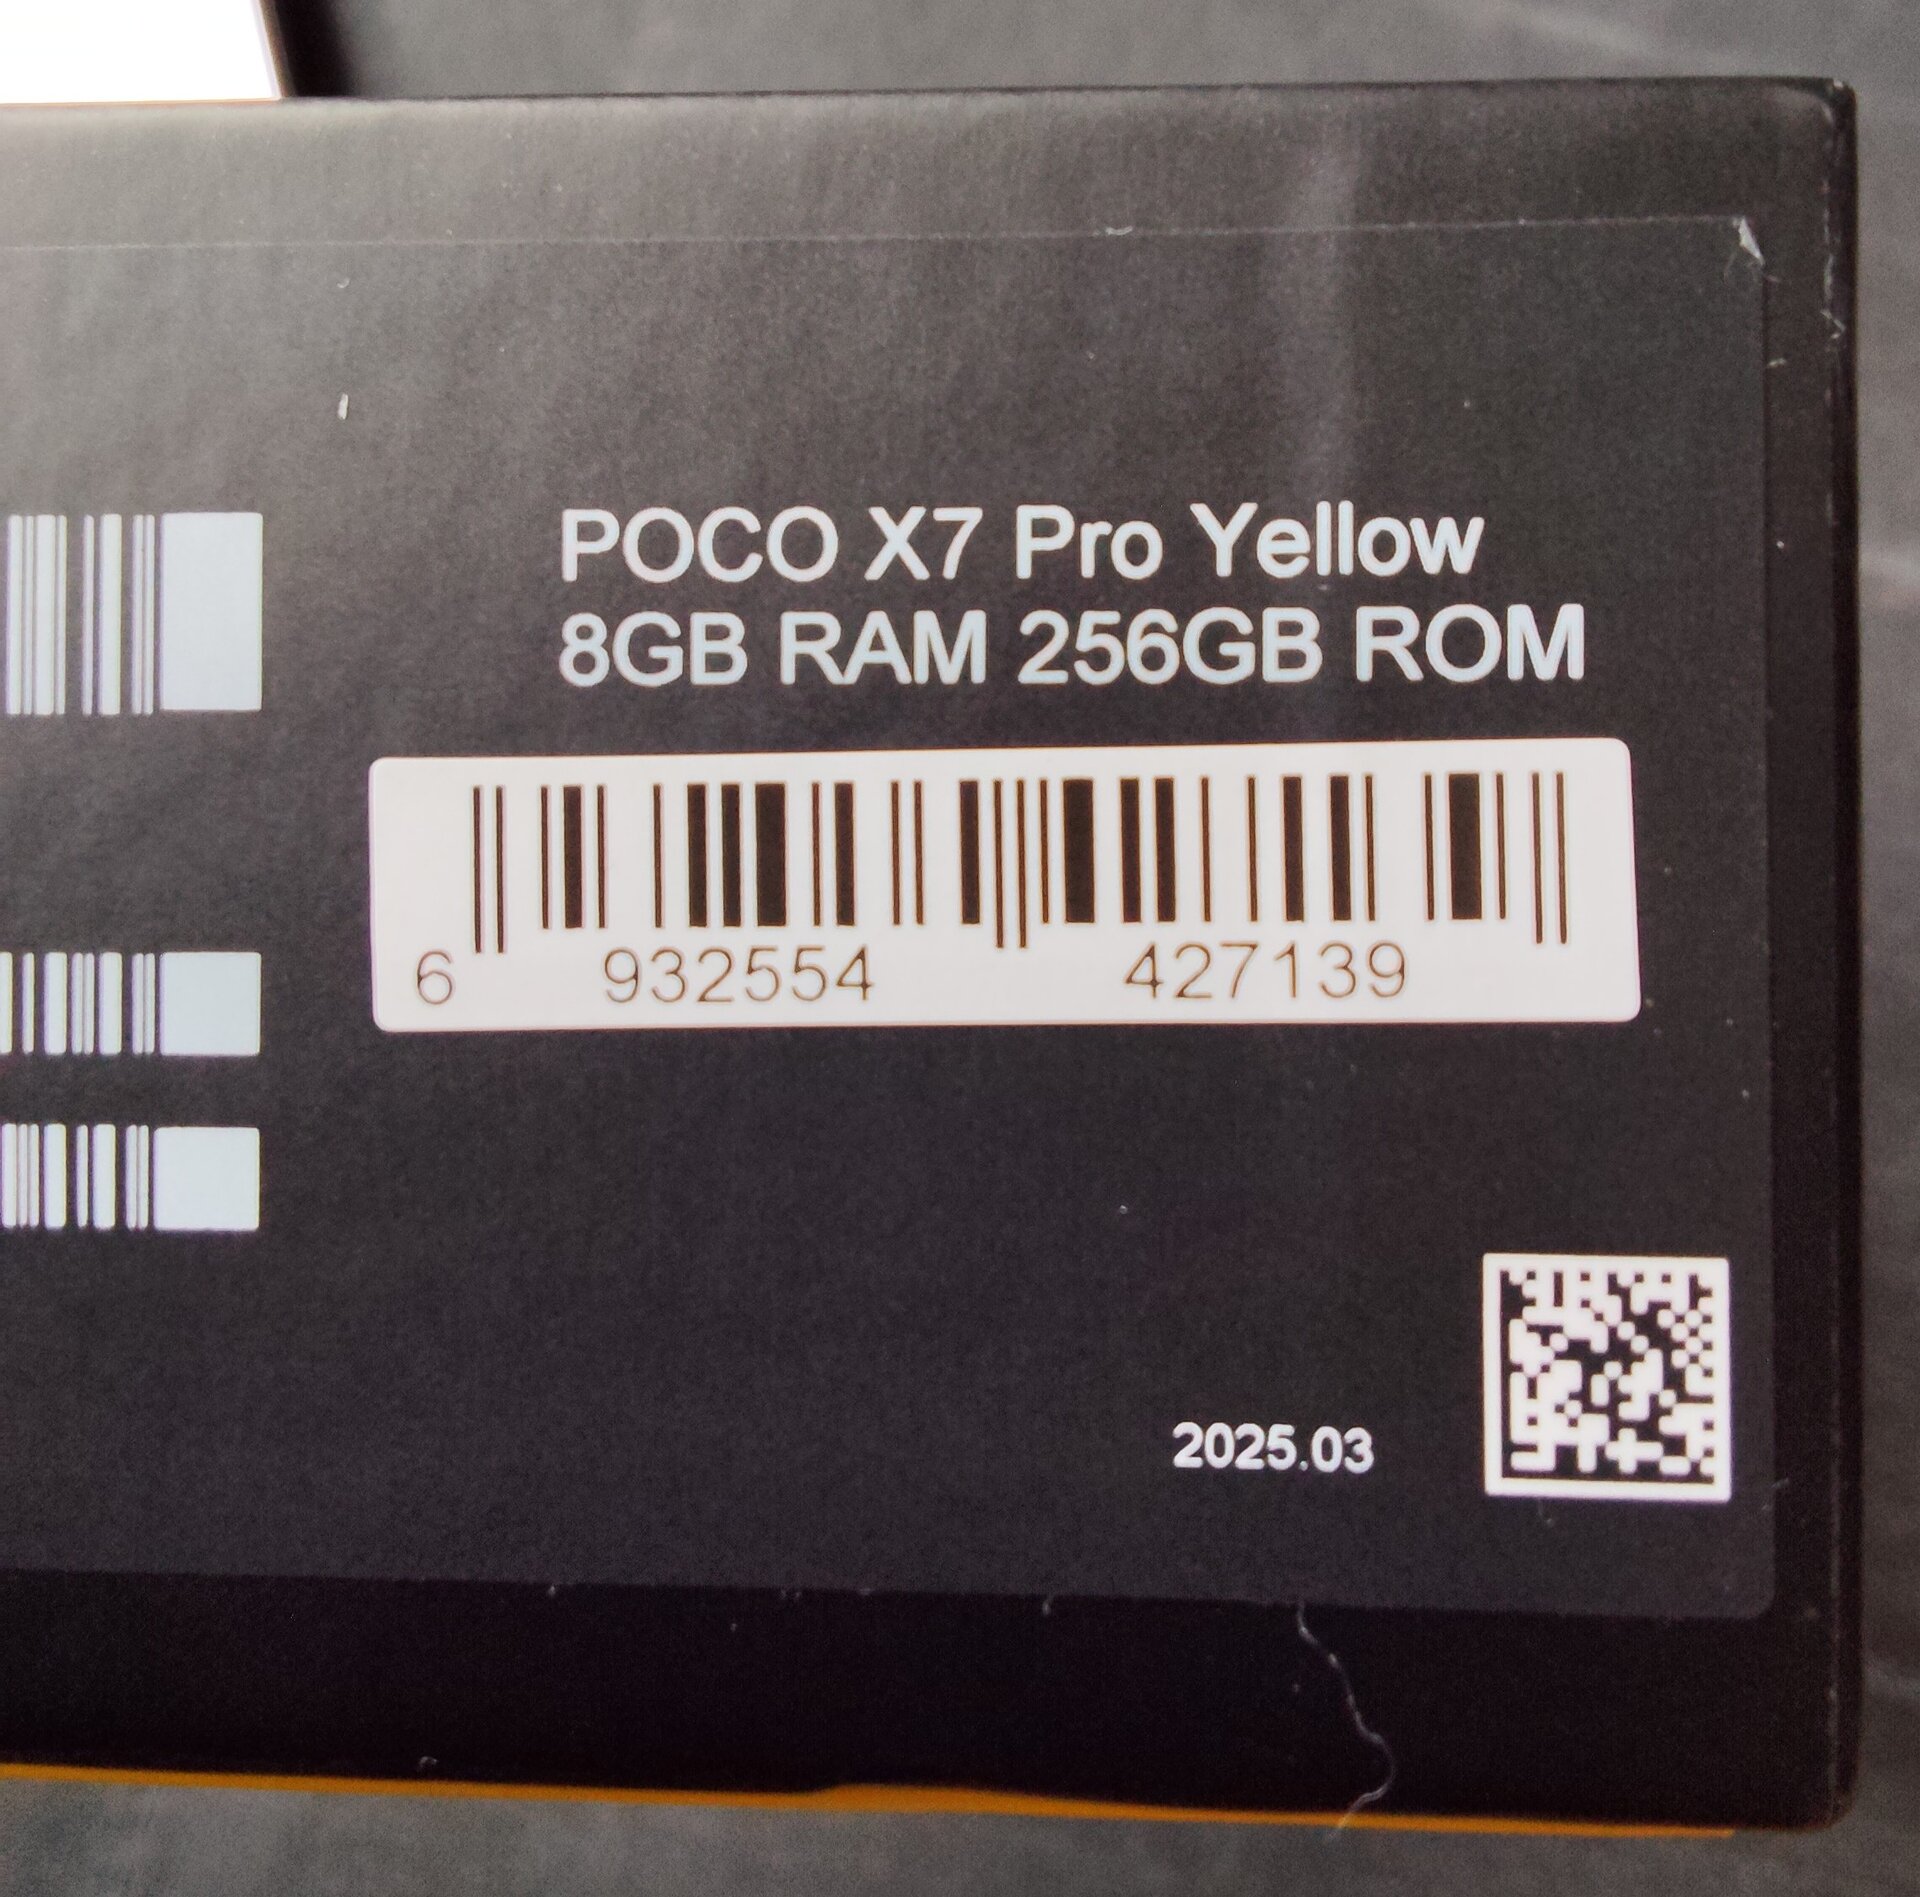 POCO X7 Pro Yellow
8GB RAM 256GB ROM
6 932554 427139
2025.03